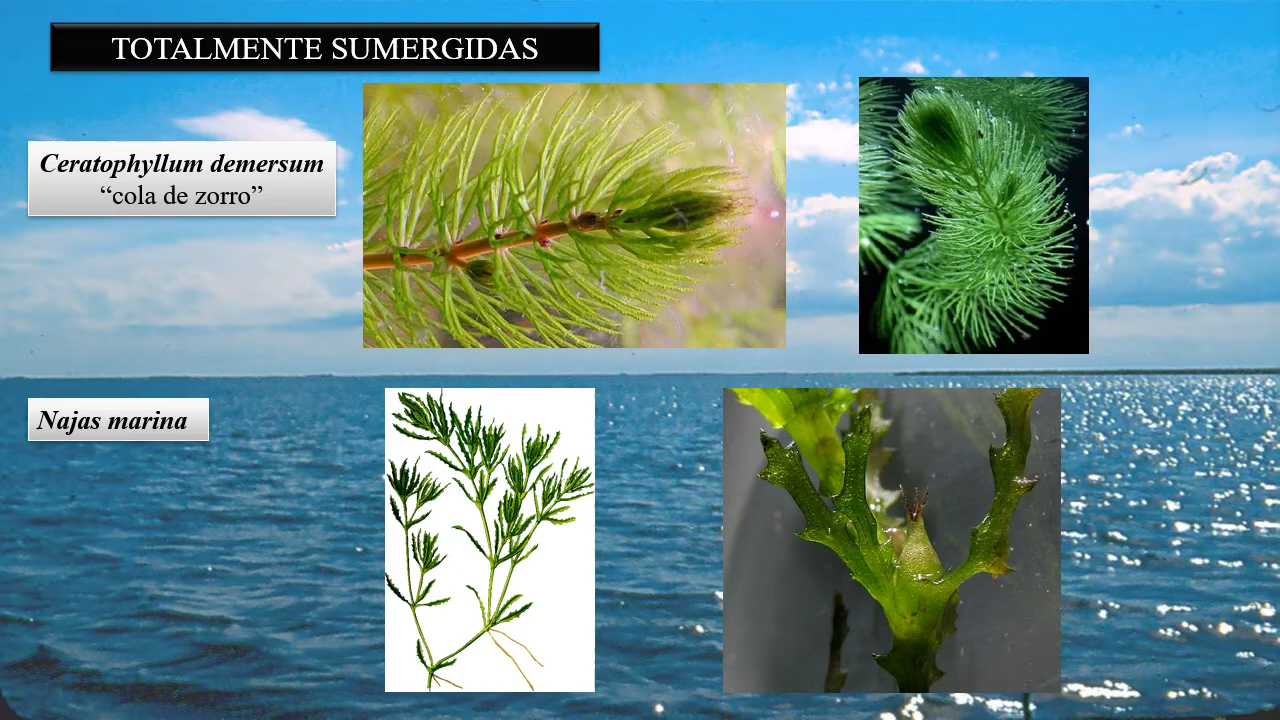 TOTALMENTE SUMERGIDAS
Ceratophyllum demersum
“cola de zorro”
Najas marina